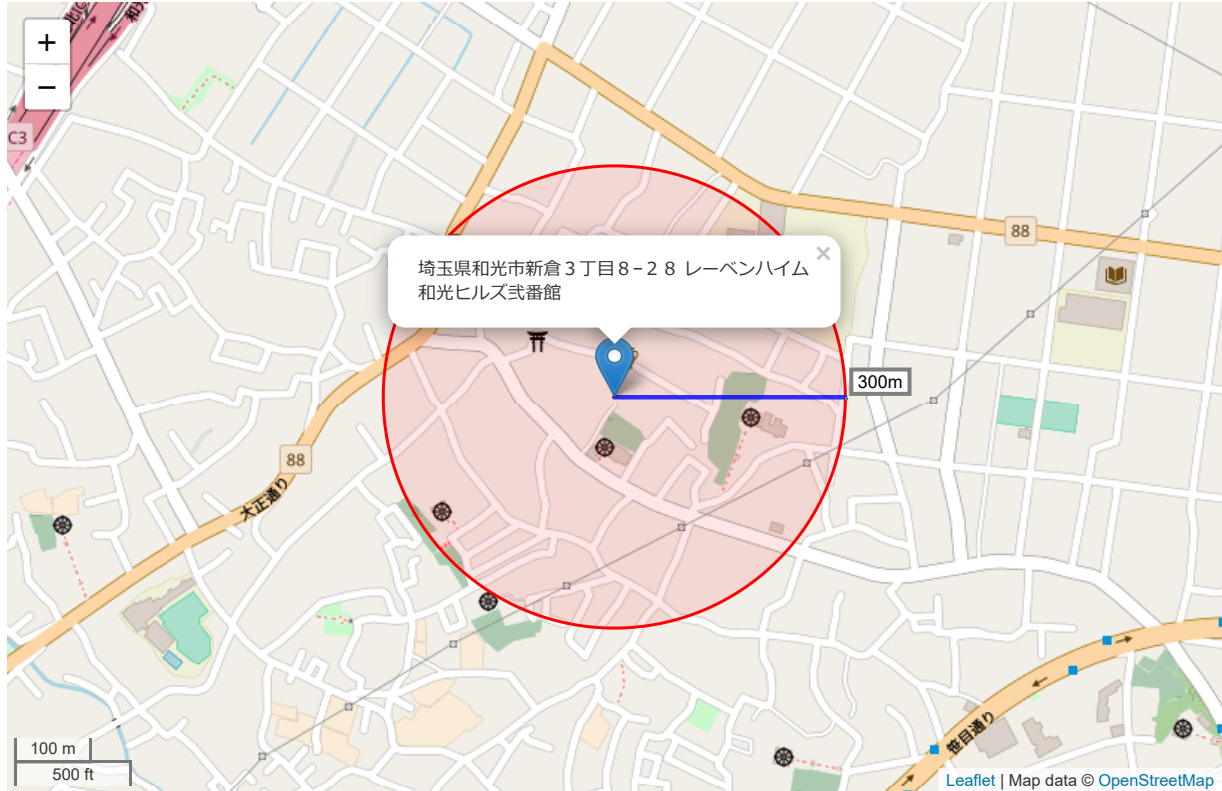 +
−
C3
埼玉県和光市新倉３丁目８−２８ レーベンハイム
和光ヒルズ弐番館
×
88
300m
88
大正通り
笹目通り
100 m
500 ft
Leaflet | Map data © OpenStreetMap